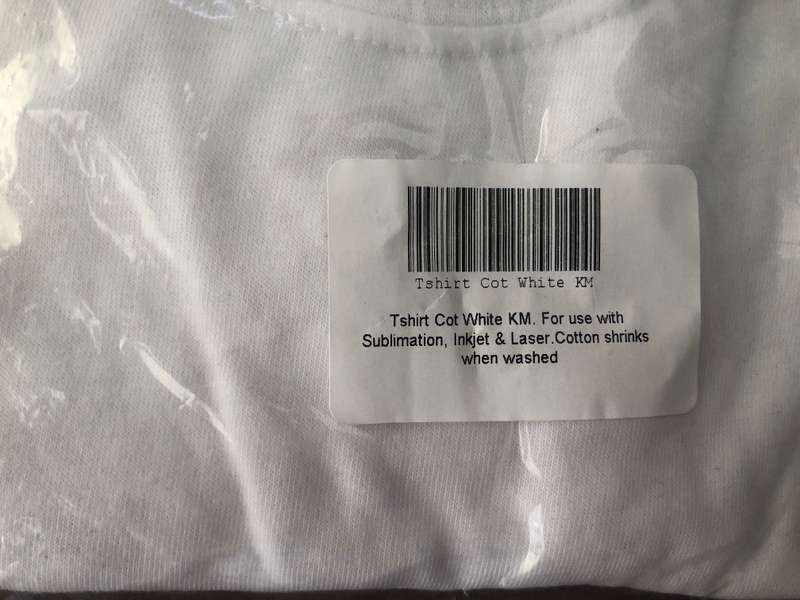 Tshirt Cot White KM
Tshirt Cot White KM. For use with
Sublimation, Inkjet & Laser.Cotton shrinks
when washed